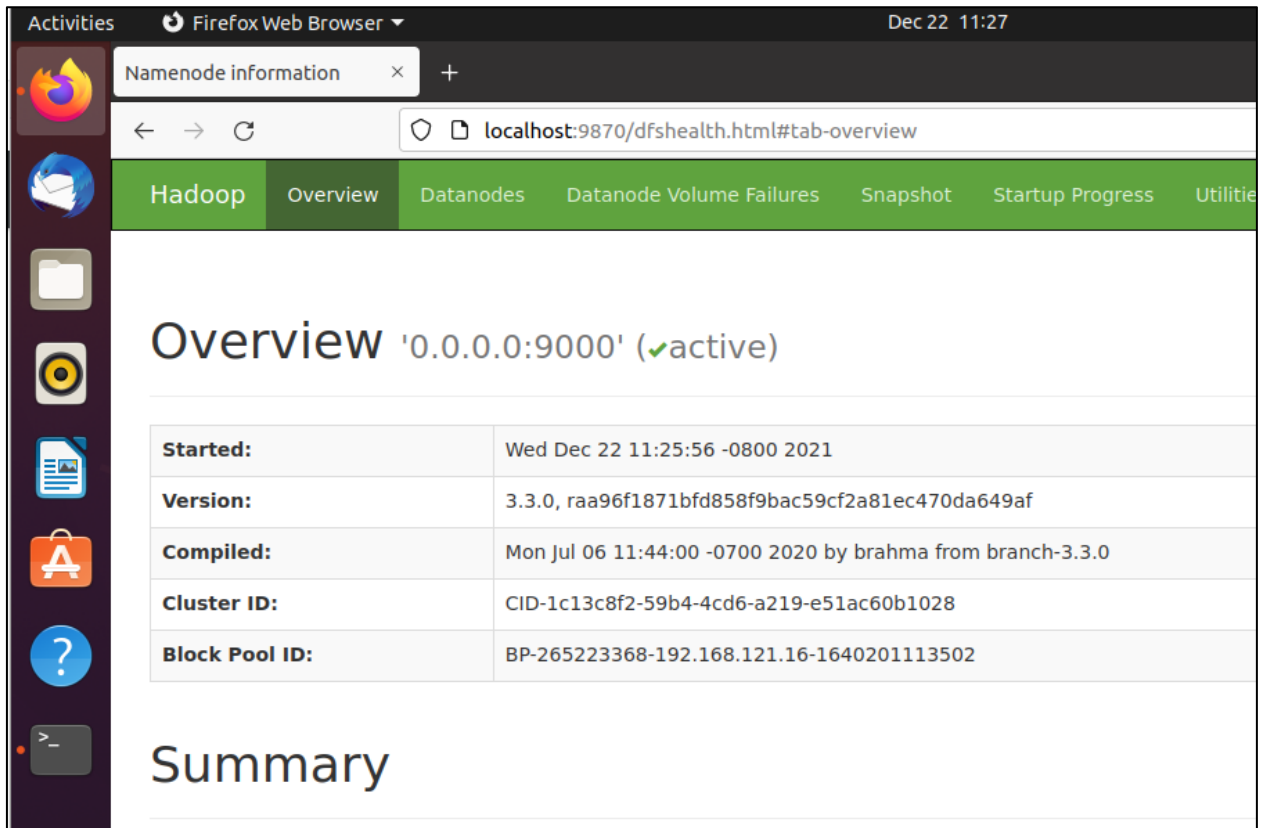 Activities Firefox Web Browser Dec 22 11:27
Namenode information × +
localhost:9870/dfshealth.html#tab-overview
Hadoop Overview Datanodes Datanode Volume Failures Snapshot Startup Progress Utilitie
Overview '0.0.0.0:9000' (✔active)
Started: Wed Dec 22 11:25:56 -0800 2021
Version: 3.3.0, raa96f1871bfd858f9bac59cf2a81ec470da649af
Compiled: Mon Jul 06 11:44:00 -0700 2020 by brahma from branch-3.3.0
Cluster ID: CID-1c13c8f2-59b4-4cd6-a219-e51ac60b1028
Block Pool ID: BP-265223368-192.168.121.16-1640201113502
Summary